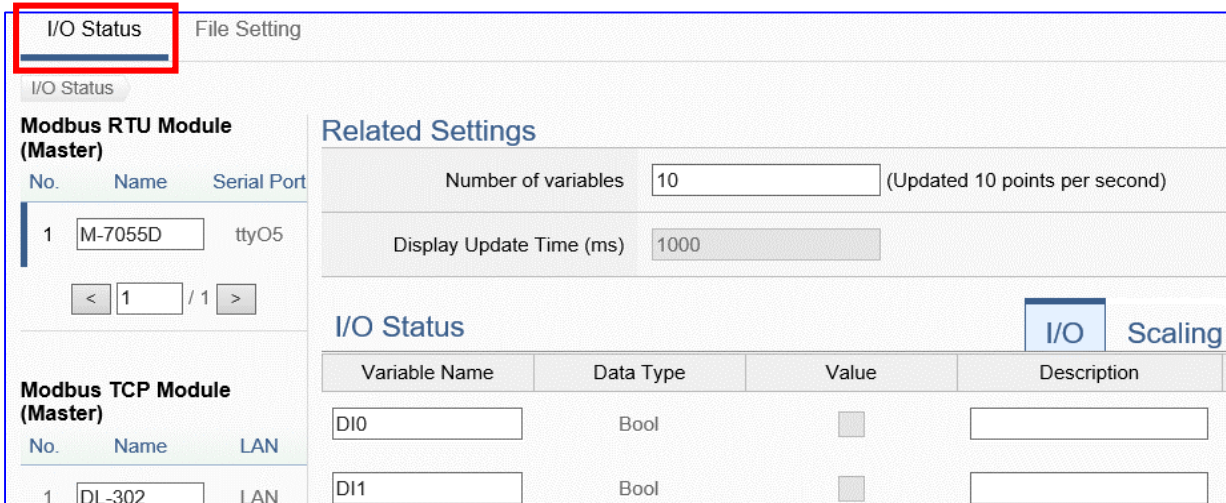 I/O Status File Setting
I/O Status
Modbus RTU Module
(Master)
No. Name Serial Port
1 M-7055D ttyO5
< 1 / 1 >
Modbus TCP Module
(Master)
No. Name LAN
1 DL-302 LAN
Related Settings
Number of variables 10 (Updated 10 points per second)
Display Update Time (ms) 1000
I/O Status I/O Scaling
Variable Name Data Type Value Description
DI0 Bool
DI1 Bool